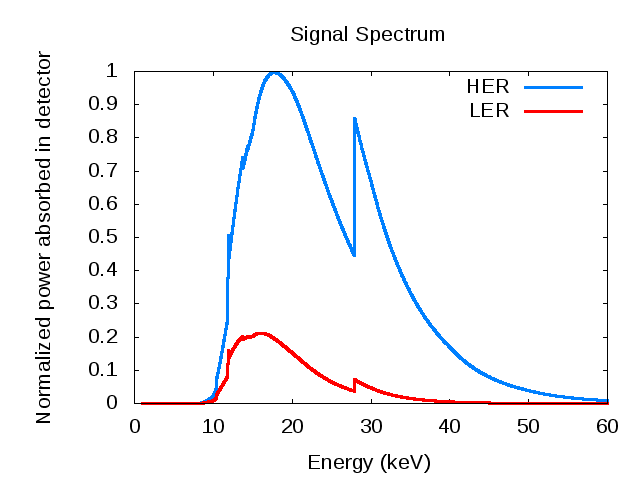 Signal Spectrum
Normalized power absorbed in detector
1
0.9
0.8
0.7
0.6
0.5
0.4
0.3
0.2
0.1
0
HER
LER
0 10 20 30 40 50 60
Energy (keV)